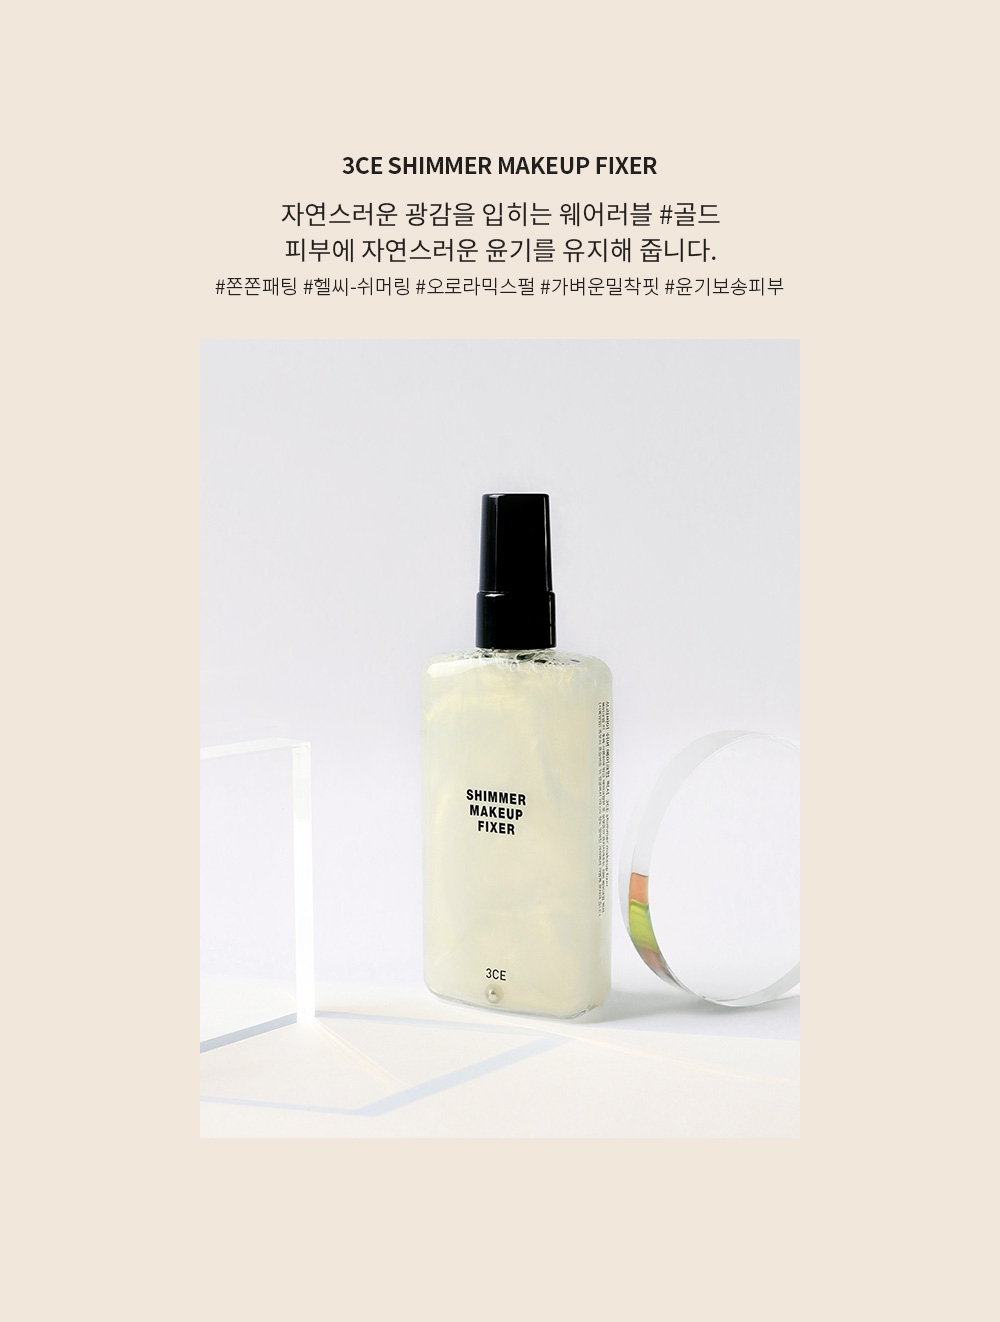 3CE SHIMMER MAKEUP FIXER
자연스러운 광감을 입히는 웨어러블 #골드
피부에 자연스러운 윤기를 유지해 줍니다.
#쫀쫀패팅 #헬씨-쉬머링 #오로라믹스펄 #가벼운밀착핏 #윤기보송피부
SHIMMER
MAKEUP
FIXER
3CE